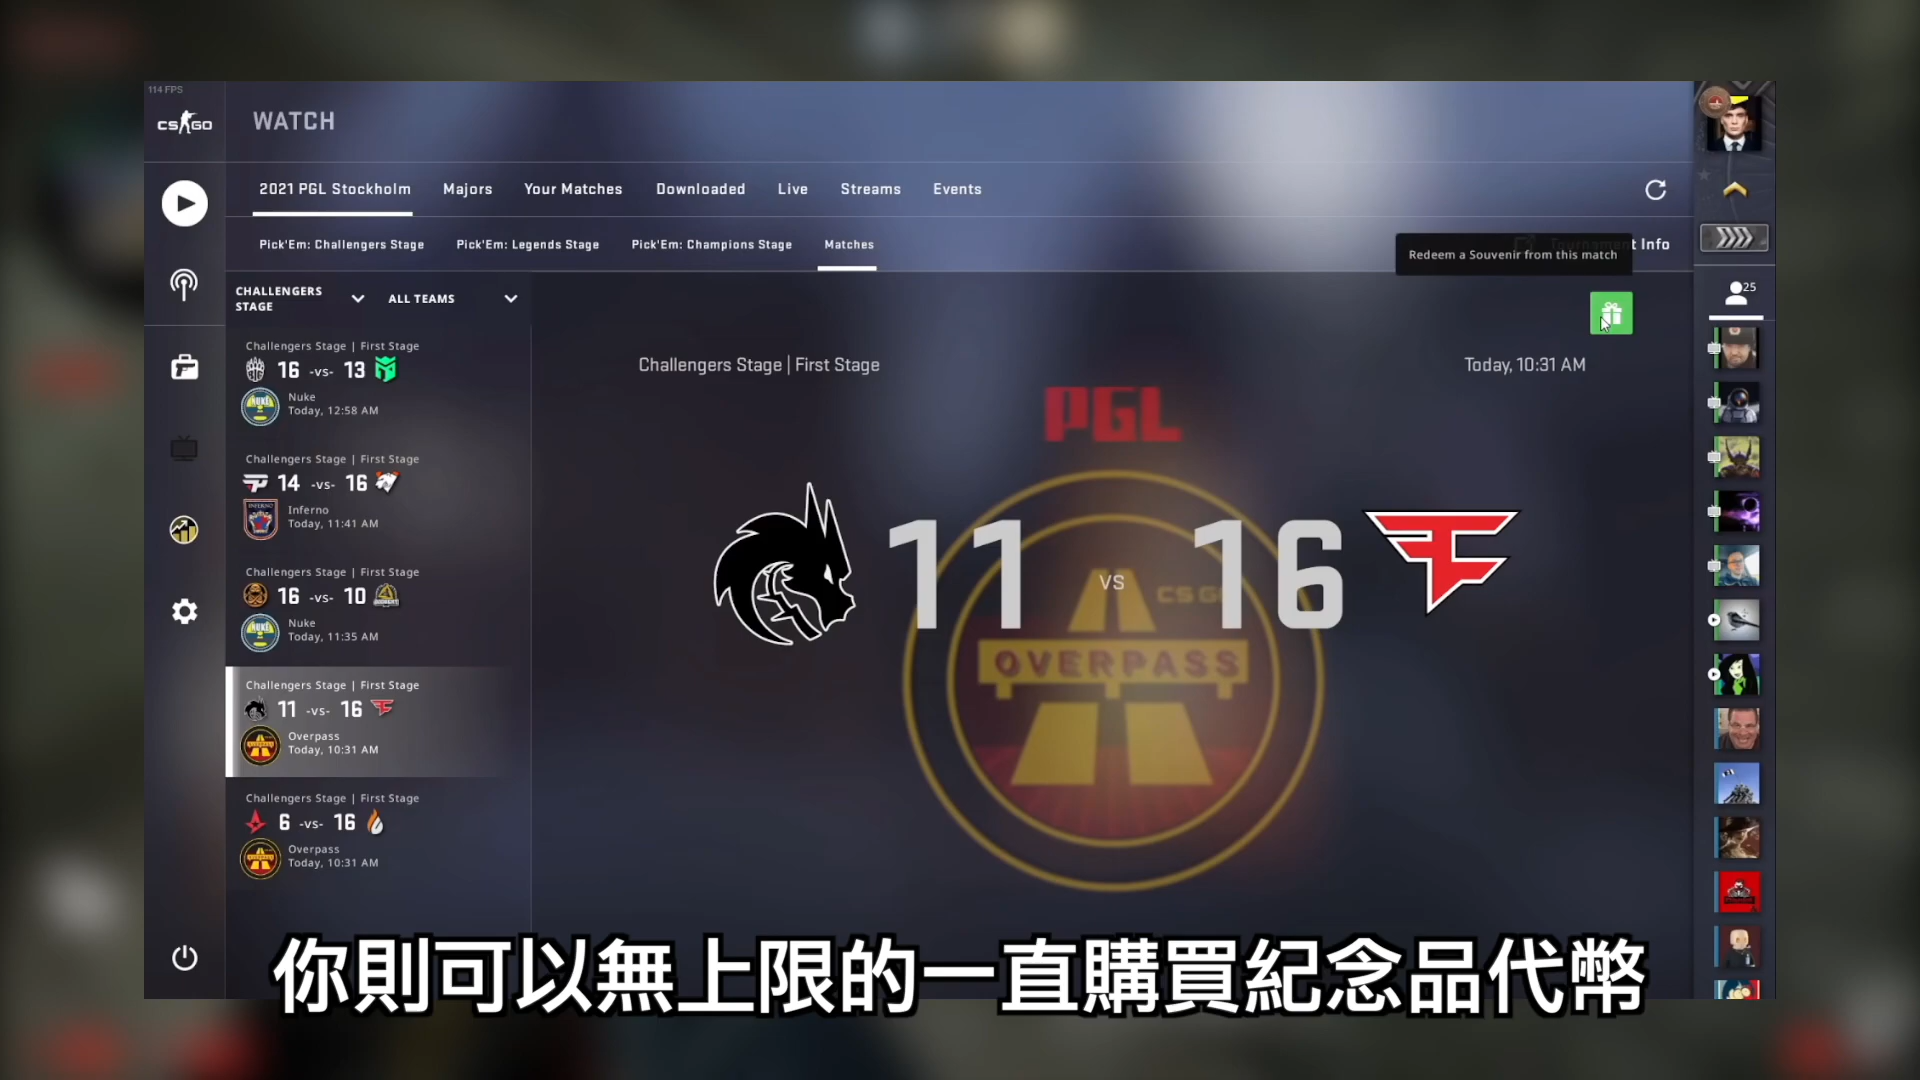 114 FPS
CS GO
WATCH
2021 PGL Stockholm
Majors
Your Matches
Downloaded
Live
Streams
Events
Pick'Em: Challengers Stage
Pick'Em: Legends Stage
Pick'Em: Champions Stage
Matches
Tournament Info
Redeem a Souvenir from this match
25
CHALLENGERS
STAGE
ALL TEAMS
Challengers Stage | First Stage
16 -vs- 13
NUKE
Nuke
Today, 12:58 AM
Challengers Stage | First Stage
14 -vs- 16
INFERNO
Inferno
Today, 11:41 AM
Challengers Stage | First Stage
16 -vs- 10
NUKE
Nuke
Today, 11:35 AM
Challengers Stage | First Stage
11 -vs- 16
Overpass
Today, 10:31 AM
Challengers Stage | First Stage
6 -vs- 16
Overpass
Today, 10:31 AM
Challengers Stage | First Stage
Today, 10:31 AM
PGL
11 VS 16
CS GO
OVERPASS
你則可以無上限的一直購買紀念品代幣